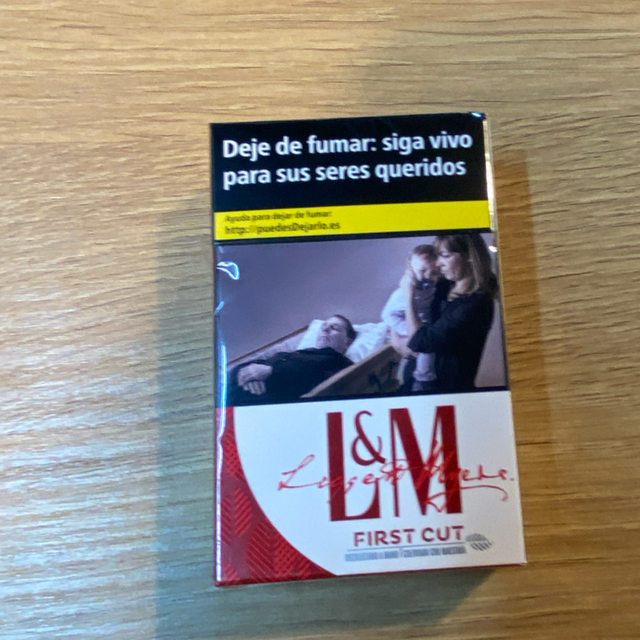 Deje de fumar: siga vivo
para sus seres queridos
Ayuda para dejar de fumar:
http://puedesDejarlo.es
L&M
FIRST CUT